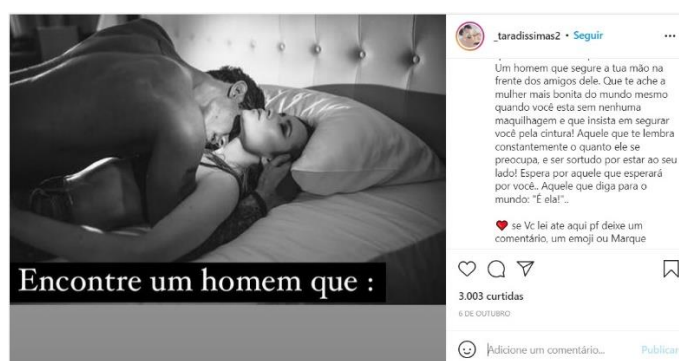 Encontre um homem que :
_taradissimas2 • Seguir
Um homem que segure a tua mão na
frente dos amigos dele. Que te ache a
mulher mais bonita do mundo mesmo
quando você esta sem nenhuma
maquilhagem e que insista em segurar
você pela cintura! Aquele que te lembra
constantemente o quanto ele se
preocupa, e ser sortudo por estar ao seu
lado! Espera por aquele que esperará
por você.. Aquele que diga para o
mundo: "É ela!"..
❤️ se Vc lei ate aqui pf deixe um
comentário, um emoji ou Marque
3.003 curtidas
6 DE OUTUBRO
Adicione um comentário... Publicar